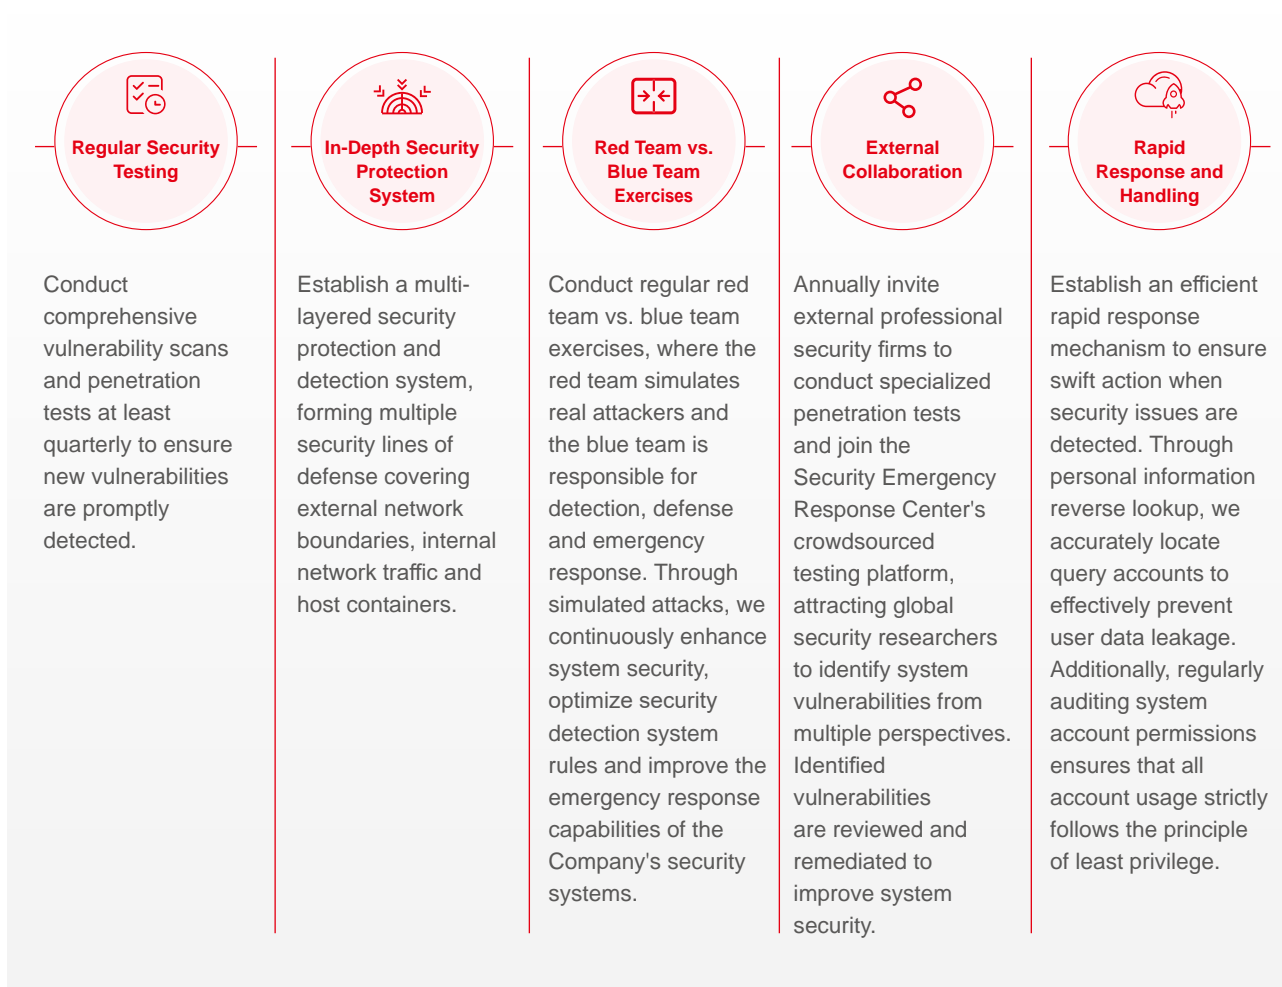 Regular Security
Testing
Conduct
comprehensive
vulnerability scans
and penetration
tests at least
quarterly to ensure
new vulnerabilities
are promptly
detected.
In-Depth Security
Protection
System
Establish a multi-
layered security
protection and
detection system,
forming multiple
security lines of
defense covering
external network
boundaries, internal
network traffic and
host containers.
Red Team vs.
Blue Team
Exercises
Conduct regular red
team vs. blue team
exercises, where the
red team simulates
real attackers and
the blue team is
responsible for
detection, defense
and emergency
response. Through
simulated attacks, we
continuously enhance
system security,
optimize security
detection system
rules and improve the
emergency response
capabilities of the
Company's security
systems.
External
Collaboration
Annually invite
external professional
security firms to
conduct specialized
penetration tests
and join the
Security Emergency
Response Center's
crowdsourced
testing platform,
attracting global
security researchers
to identify system
vulnerabilities from
multiple perspectives.
Identified
vulnerabilities
are reviewed and
remediated to
improve system
security.
Rapid
Response and
Handling
Establish an efficient
rapid response
mechanism to ensure
swift action when
security issues are
detected. Through
personal information
reverse lookup, we
accurately locate
query accounts to
effectively prevent
user data leakage.
Additionally, regularly
auditing system
account permissions
ensures that all
account usage strictly
follows the principle
of least privilege.